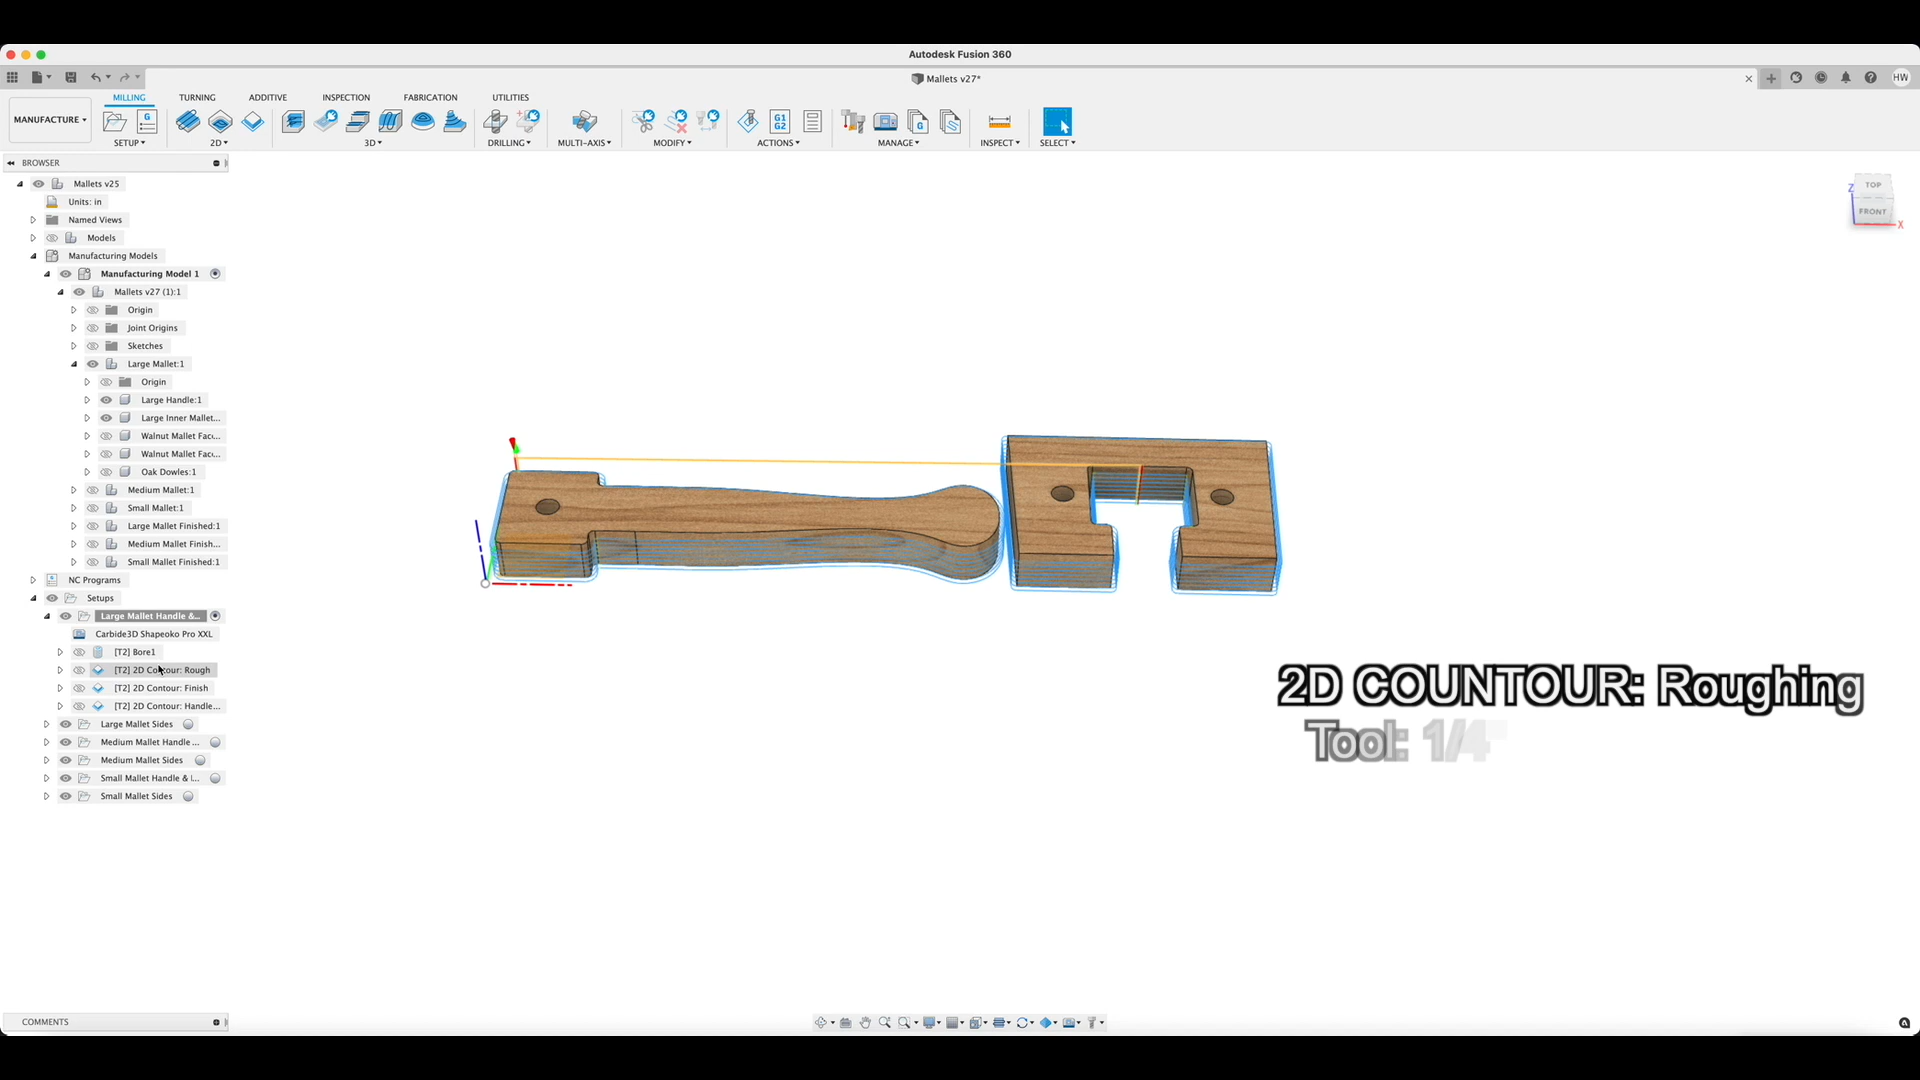 Autodesk Fusion 360
Mallets v27*
HW
MANUFACTURE
MILLING
TURNING
ADDITIVE
INSPECTION
FABRICATION
UTILITIES
SETUP
2D
3D
DRILLING
MULTI-AXIS
MODIFY
ACTIONS
MANAGE
INSPECT
SELECT
G
G1
G2
G
BROWSER
Mallets v25
Units: in
Named Views
Models
Manufacturing Models
Manufacturing Model 1
Mallets v27 (1):1
Origin
Joint Origins
Sketches
Large Mallet:1
Origin
Large Handle:1
Large Inner Mallet...
Walnut Mallet Fac...
Walnut Mallet Fac...
Oak Dowles:1
Medium Mallet:1
Small Mallet:1
Large Mallet Finished:1
Medium Mallet Finish...
Small Mallet Finished:1
NC Programs
Setups
Large Mallet Handle &...
Carbide3D Shapeoko Pro XXL
[T2] Bore1
[T2] 2D Contour: Rough
[T2] 2D Contour: Finish
[T2] 2D Contour: Handle...
Large Mallet Sides
Medium Mallet Handle ...
Medium Mallet Sides
Small Mallet Handle & I...
Small Mallet Sides
TOP
FRONT
Z
X
2D COUNTOUR: Roughing
Tool: 1/4
COMMENTS